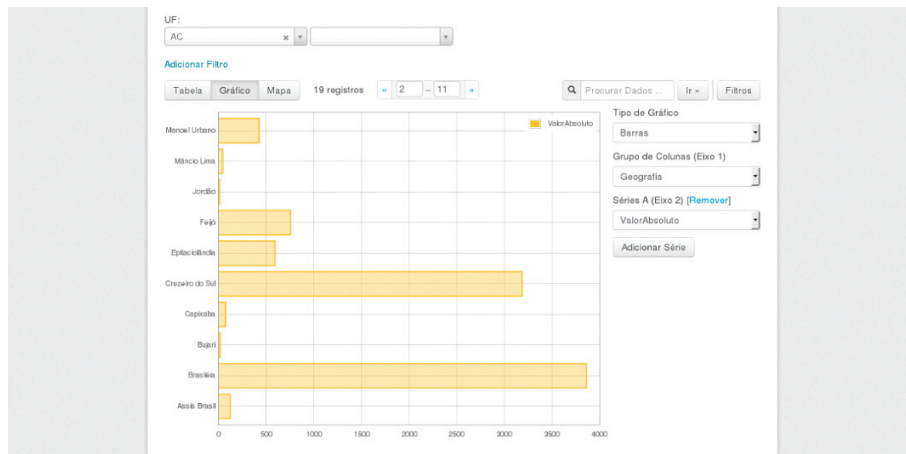 UF:
AC ×
Adicionar Filtro
Tabela Gráfico Mapa 19 registros « 2 – 11 » Procurar Dados ... Ir » Filtros
ValorAbsoluto
Manoel Urbano
Mâncio Lima
Jordão
Feijó
Epitaciolândia
Cruzeiro do Sul
Capixaba
Bujari
Brasiléia
Assis Brasil
0 500 1000 1500 2000 2500 3000 3500 4000
Tipo de Gráfico
Barras
Grupo de Colunas (Eixo 1)
Geografia
Séries A (Eixo 2) [Remover]
ValorAbsoluto
Adicionar Série